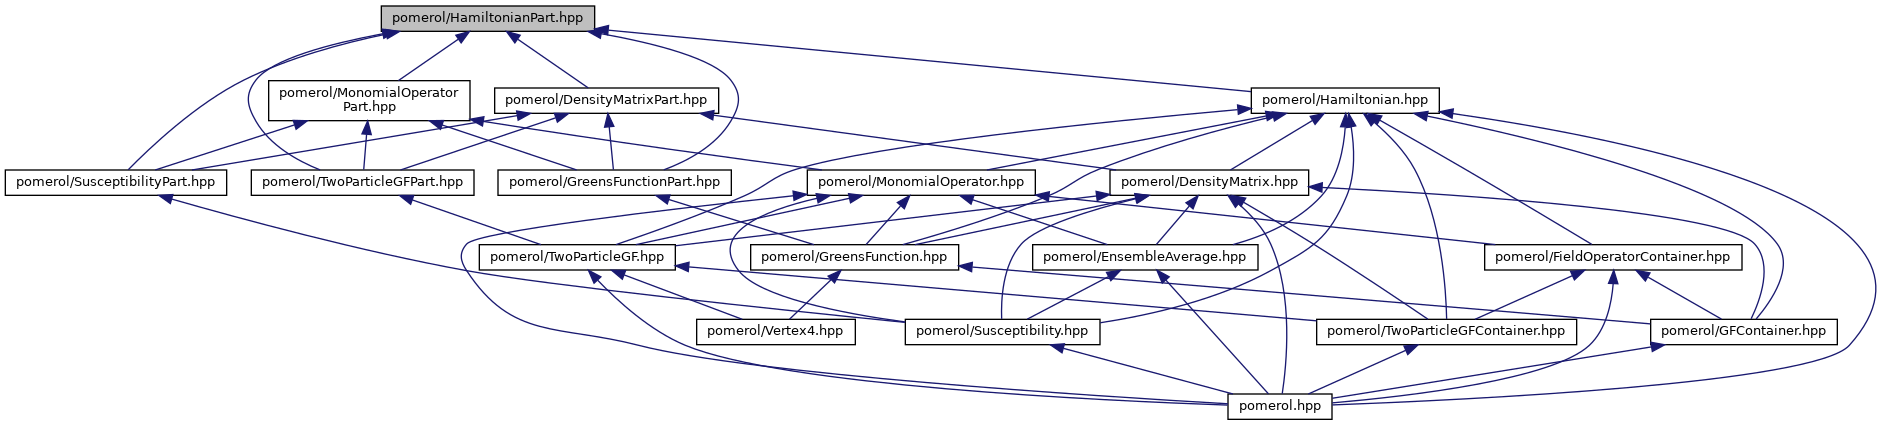 pomerol/HamiltonianPart.hpp
pomerol/MonomialOperator
Part.hpp
pomerol/DensityMatrixPart.hpp
pomerol/Hamiltonian.hpp
pomerol/SusceptibilityPart.hpp
pomerol/TwoParticleGFPart.hpp
pomerol/GreensFunctionPart.hpp
pomerol/MonomialOperator.hpp
pomerol/DensityMatrix.hpp
pomerol/TwoParticleGF.hpp
pomerol/GreensFunction.hpp
pomerol/EnsembleAverage.hpp
pomerol/FieldOperatorContainer.hpp
pomerol/Vertex4.hpp
pomerol/Susceptibility.hpp
pomerol/TwoParticleGFContainer.hpp
pomerol/GFContainer.hpp
pomerol.hpp